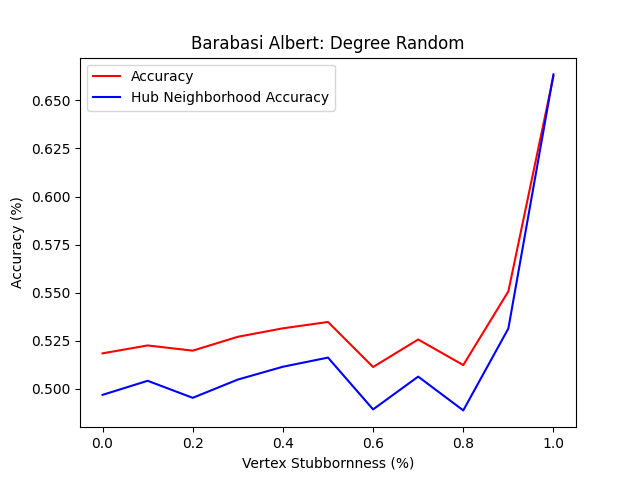 Barabasi Albert: Degree Random
Accuracy
Hub Neighborhood Accuracy
Accuracy (%)
0.650
0.625
0.600
0.575
0.550
0.525
0.500
0.0 0.2 0.4 0.6 0.8 1.0
Vertex Stubbornness (%)